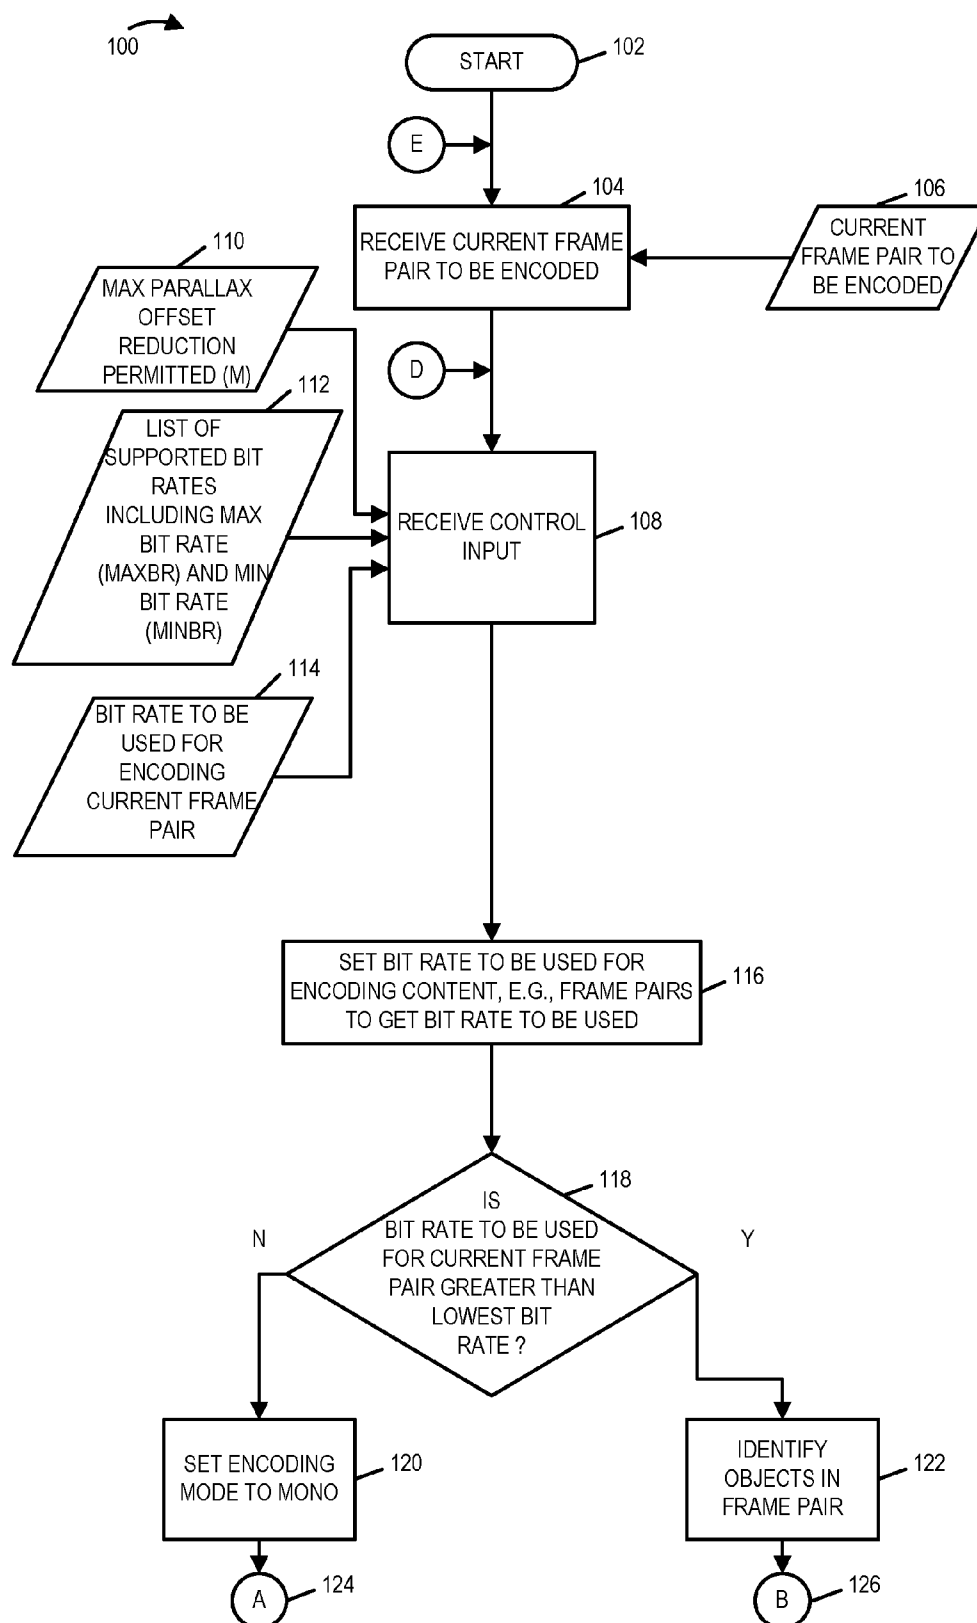 100
START
102
E
104
RECEIVE CURRENT FRAME
PAIR TO BE ENCODED
106
CURRENT
FRAME PAIR TO
BE ENCODED
110
MAX PARALLAX
OFFSET
REDUCTION
PERMITTED (M)
D
112
LIST OF
SUPPORTED BIT
RATES
INCLUDING MAX
BIT RATE
(MAXBR) AND MIN
BIT RATE
(MINBR)
RECEIVE CONTROL
INPUT
108
114
BIT RATE TO BE
USED FOR
ENCODING
CURRENT FRAME
PAIR
SET BIT RATE TO BE USED FOR
ENCODING CONTENT, E.G., FRAME PAIRS
TO GET BIT RATE TO BE USED
116
118
IS
BIT RATE TO BE USED
FOR CURRENT FRAME
PAIR GREATER THAN
LOWEST BIT
RATE ?
N
Y
SET ENCODING
MODE TO MONO
120
IDENTIFY
OBJECTS IN
FRAME PAIR
122
A
124
B
126